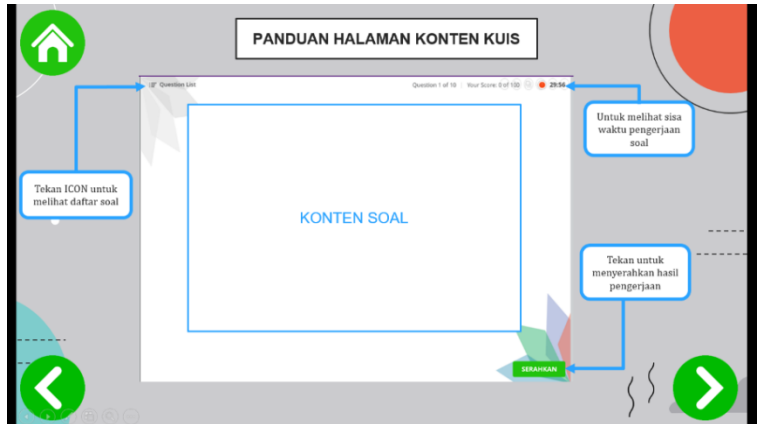 PANDUAN HALAMAN KONTEN KUIS
Question List
Question 1 of 10 | Your Score: 0 of 100
29:56
Untuk melihat sisa
waktu pengerjaan
soal
Tekan ICON untuk
melihat daftar soal
KONTEN SOAL
Tekan untuk
menyerahkan hasil
pengerjaan
SERAHKAN